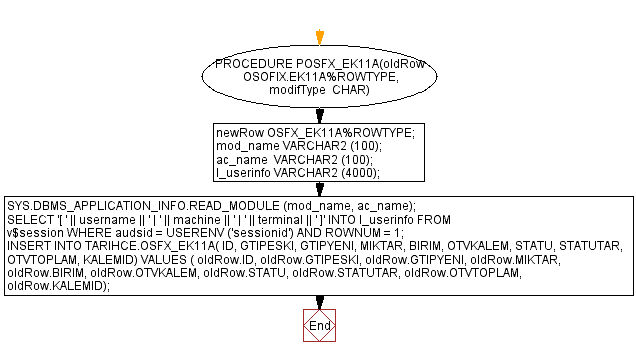 PROCEDURE POSFX_EK11A(oldRow
OSOFIX.EK11A%ROWTYPE,
modifType  CHAR)
newRow OSFX_EK11A%ROWTYPE;
mod_name VARCHAR2 (100);
ac_name  VARCHAR2 (100);
l_userinfo VARCHAR2 (4000);
SYS.DBMS_APPLICATION_INFO.READ_MODULE (mod_name, ac_name);
SELECT '[ ' || username || ' | ' || machine || ' | ' || terminal || ' ]' INTO l_userinfo FROM
v$session WHERE audsid = USERENV ('sessionid') AND ROWNUM = 1;
INSERT INTO TARIHCE.OSFX_EK11A( ID, GTIPESKI, GTIPYENI, MIKTAR, BIRIM, OTVKALEM, STATU, STATUTAR,
OTVTOPLAM, KALEMID) VALUES ( oldRow.ID, oldRow.GTIPESKI, oldRow.GTIPYENI, oldRow.MIKTAR,
oldRow.BIRIM, oldRow.OTVKALEM, oldRow.STATU, oldRow.STATUTAR, oldRow.OTVTOPLAM,
oldRow.KALEMID);
End